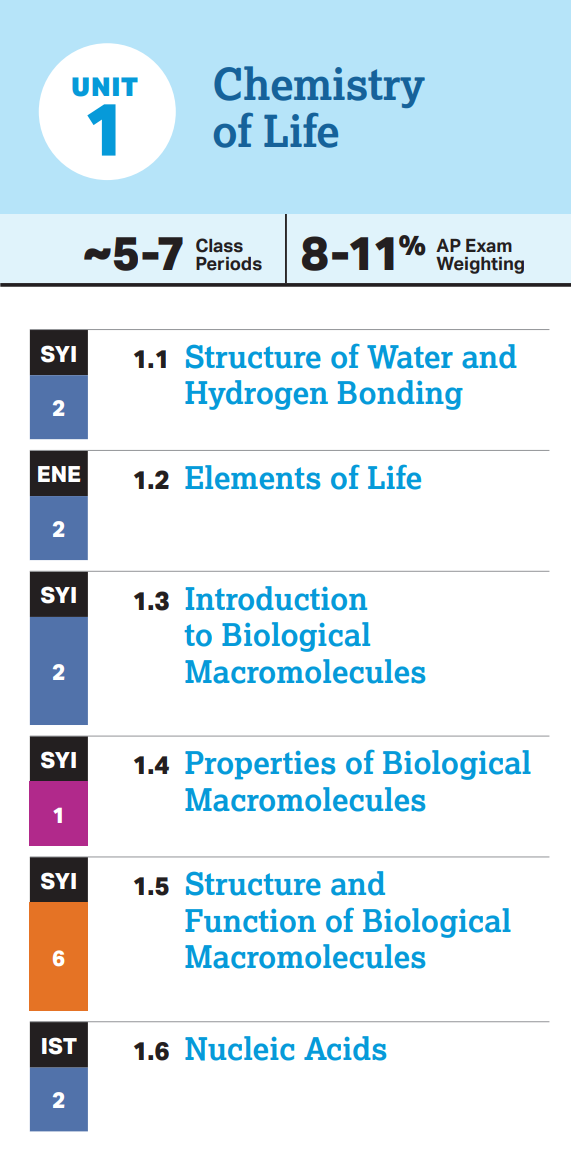 UNIT
1
Chemistry
of Life
~5-7 Class
Periods
8-11% AP Exam
Weighting
SYI
2
1.1 Structure of Water and
Hydrogen Bonding
ENE
2
1.2 Elements of Life
SYI
2
1.3 Introduction
to Biological
Macromolecules
SYI
1
1.4 Properties of Biological
Macromolecules
SYI
6
1.5 Structure and
Function of Biological
Macromolecules
IST
2
1.6 Nucleic Acids